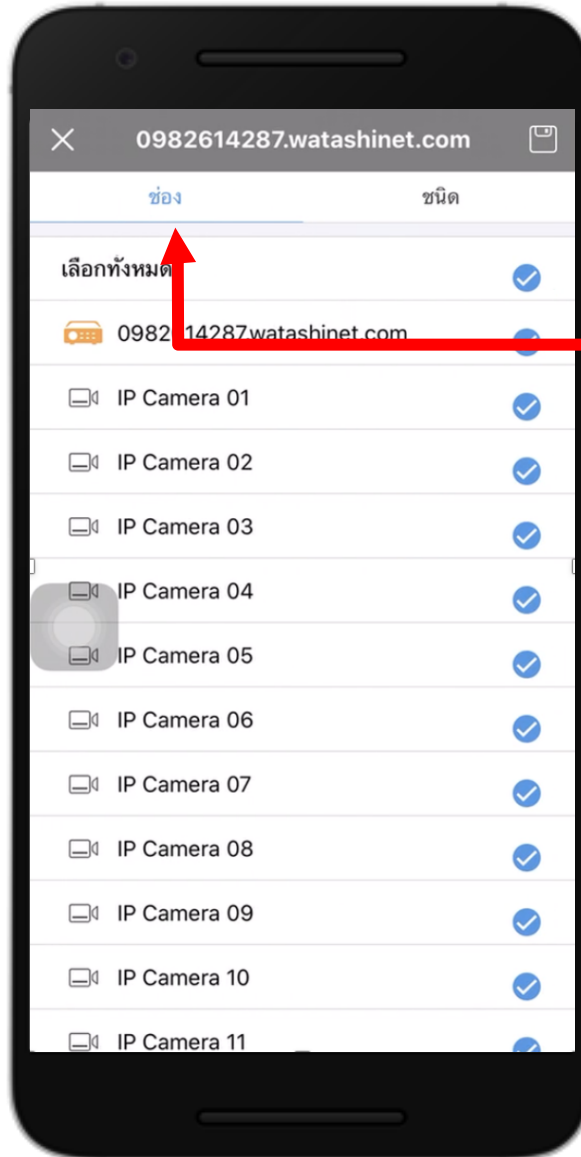 0982614287.watashinet.com
ช่อง ชนิด
เลือกทั้งหมด
0982614287.watashinet.com
IP Camera 01
IP Camera 02
IP Camera 03
IP Camera 04
IP Camera 05
IP Camera 06
IP Camera 07
IP Camera 08
IP Camera 09
IP Camera 10
IP Camera 11